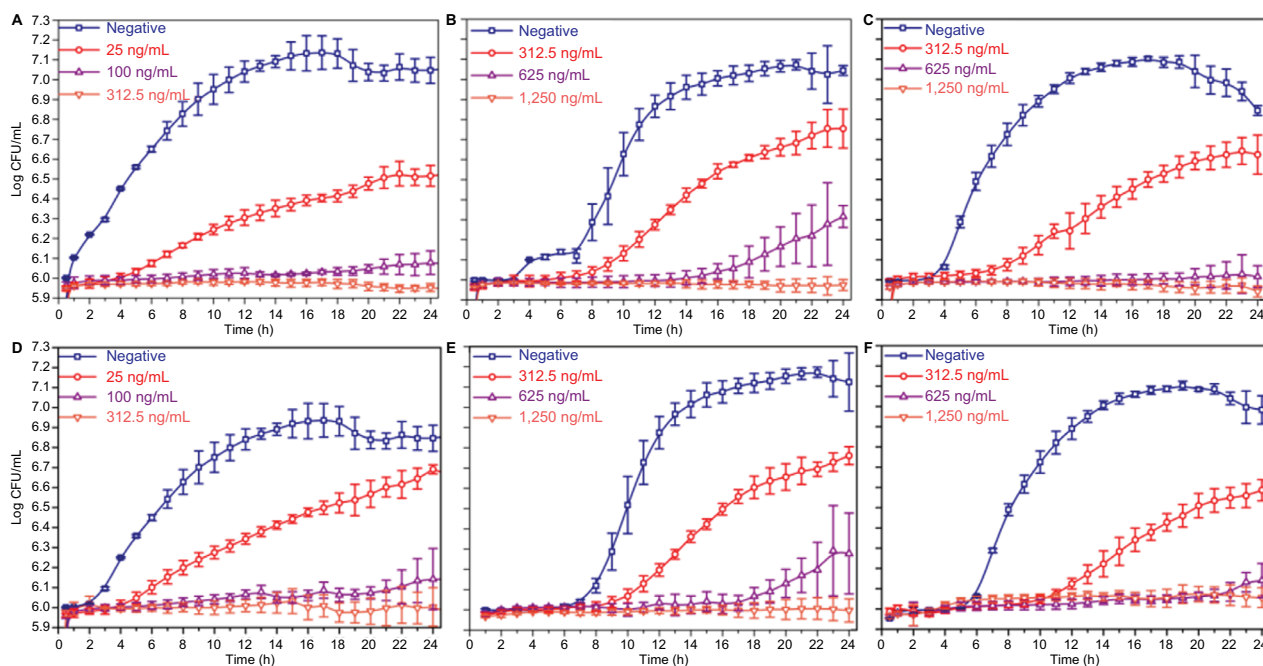 A
7.3
7.2
7.1
7.0
6.9
6.8
6.7
6.6
6.5
6.4
6.3
6.2
6.1
6.0
5.9
Log CFU/mL
Negative
25 ng/mL
100 ng/mL
312.5 ng/mL
0 2 4 6 8 10 12 14 16 18 20 22 24
Time (h)
B
Negative
312.5 ng/mL
625 ng/mL
1,250 ng/mL
0 2 4 6 8 10 12 14 16 18 20 22 24
Time (h)
C
Negative
312.5 ng/mL
625 ng/mL
1,250 ng/mL
0 2 4 6 8 10 12 14 16 18 20 22 24
Time (h)
D
7.3
7.2
7.1
7.0
6.9
6.8
6.7
6.6
6.5
6.4
6.3
6.2
6.1
6.0
5.9
Log CFU/mL
Negative
25 ng/mL
100 ng/mL
312.5 ng/mL
0 2 4 6 8 10 12 14 16 18 20 22 24
Time (h)
E
Negative
312.5 ng/mL
625 ng/mL
1,250 ng/mL
0 2 4 6 8 10 12 14 16 18 20 22 24
Time (h)
F
Negative
312.5 ng/mL
625 ng/mL
1,250 ng/mL
0 2 4 6 8 10 12 14 16 18 20 22 24
Time (h)